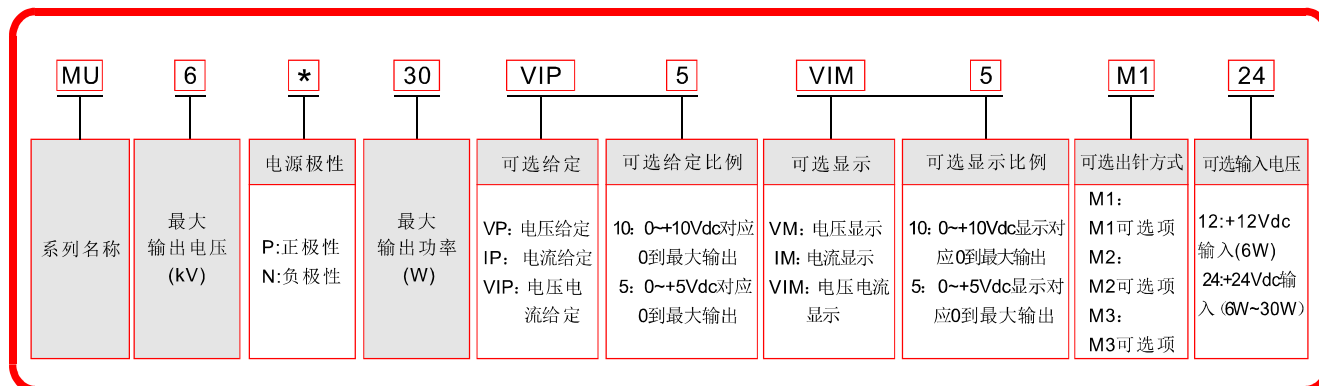 MU 6 * 30 VIP 5 VIM 5 M1 24
系列名称
最大
输出电压
(kV)
电源极性
P:正极性
N:负极性
最大
输出功率
(W)
可选给定
VP: 电压给定
IP: 电流给定
VIP: 电压电
流给定
可选给定比例
10: 0~+10Vdc对应
0到最大输出
5: 0~+5Vdc对应
0到最大输出
可选显示
VM: 电压显示
IM: 电流显示
VIM: 电压电流
显示
可选显示比例
10: 0~+10Vdc显示对
应0到最大输出
5: 0~+5Vdc显示对
应0到最大输出
可选出针方式
M1:
M1可选项
M2:
M2可选项
M3:
M3可选项
可选输入电压
12:+12Vdc
输入(6W)
24:+24Vdc输
入(6W~30W)